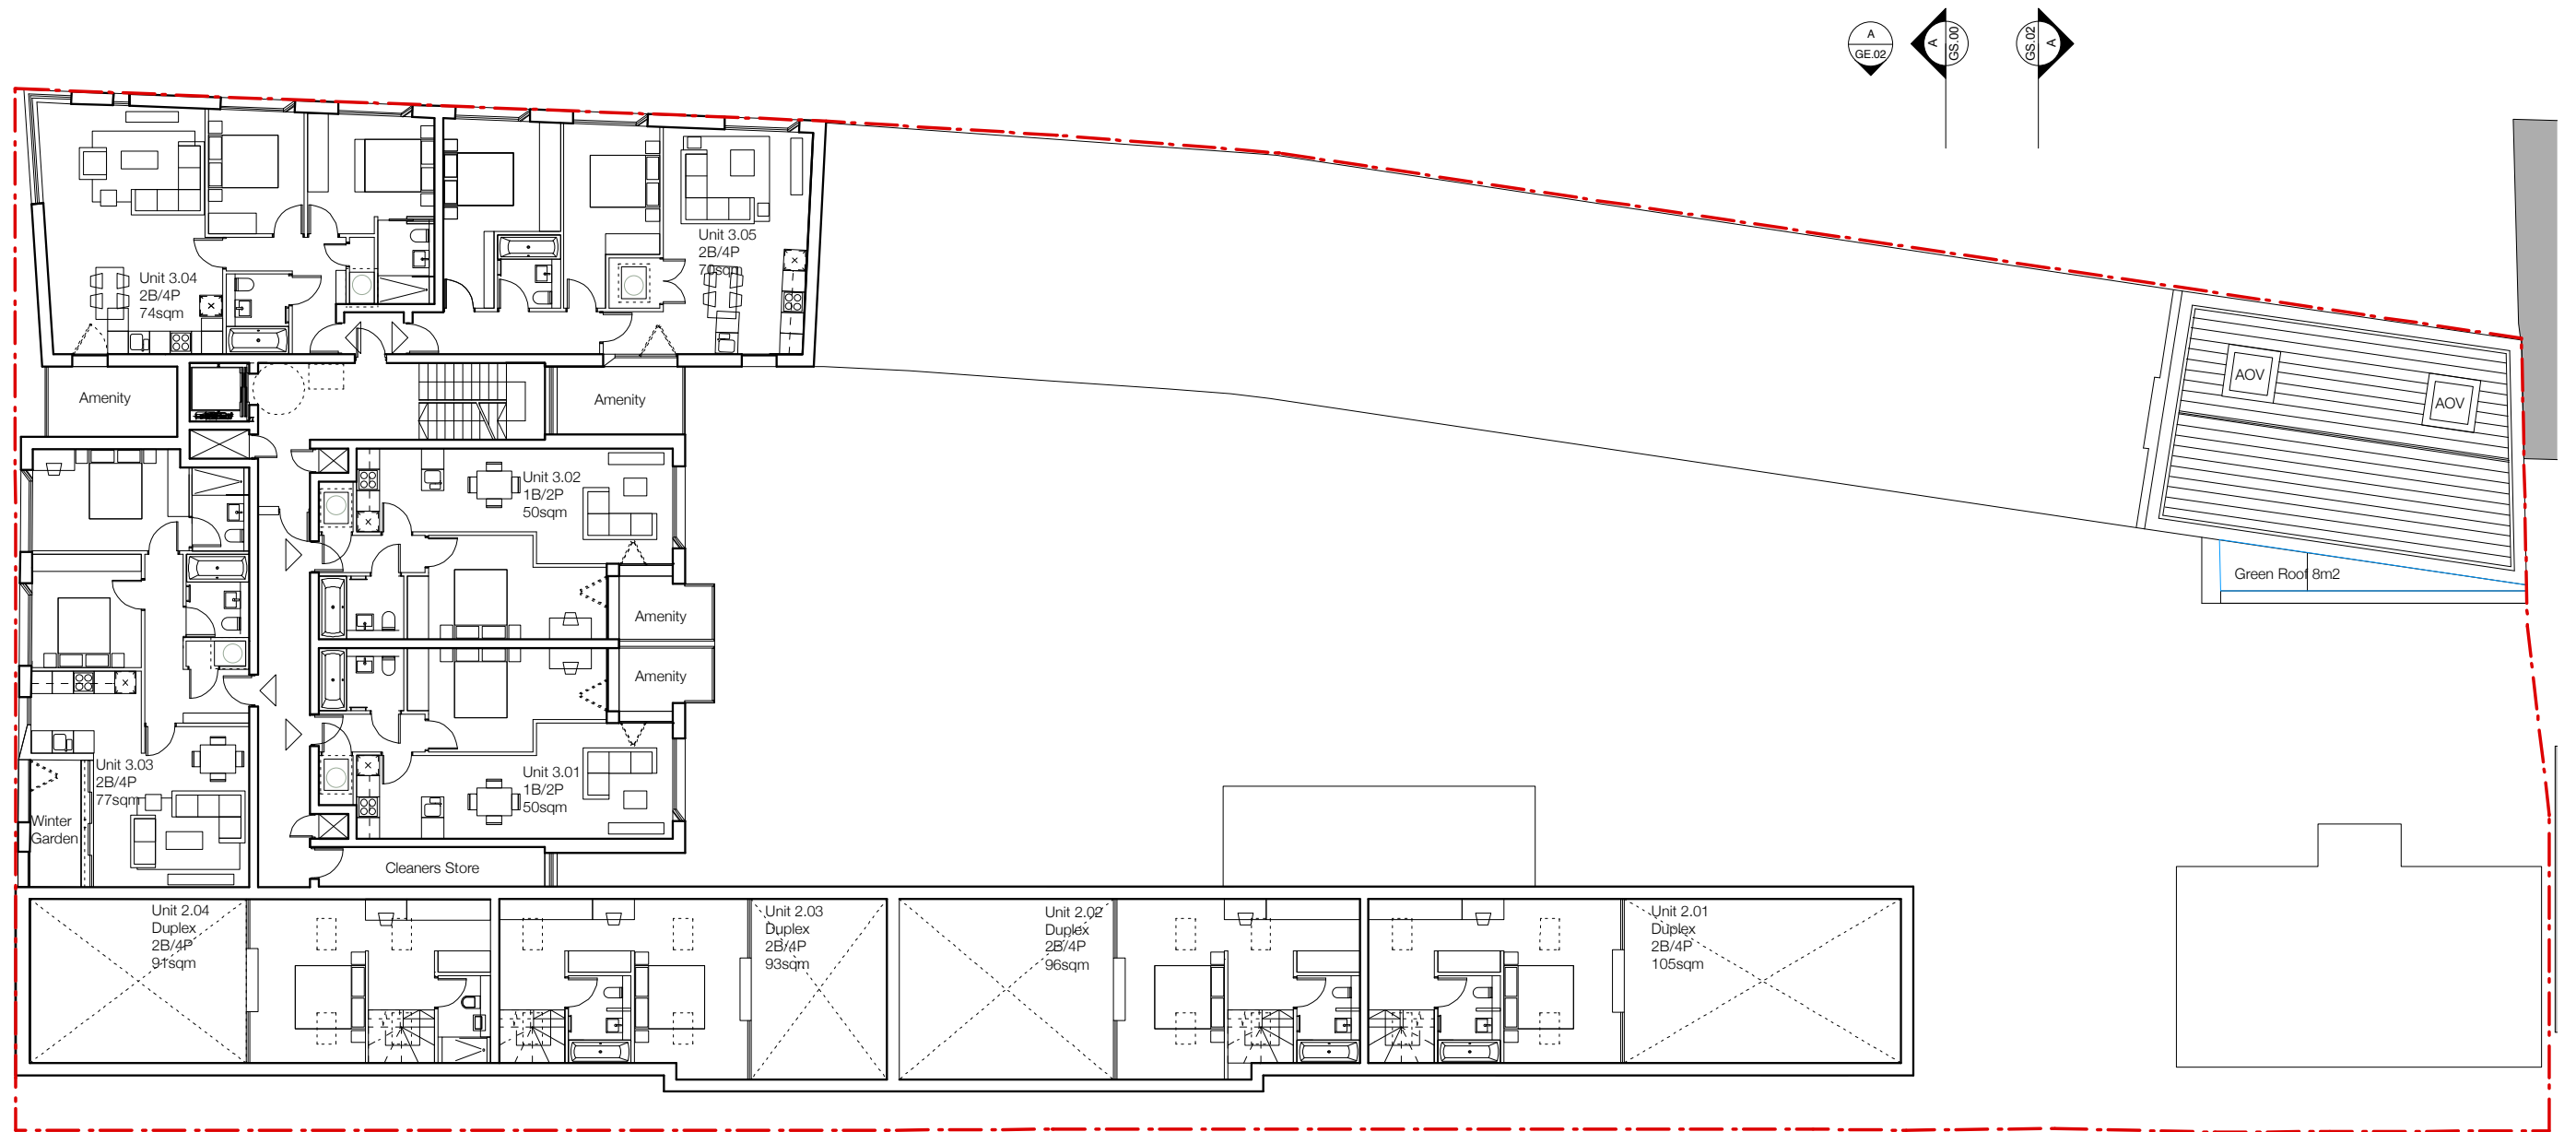 A
GE.02
A
GS.00
GS.02
A
Unit 3.04
2B/4P
74sqm
Unit 3.05
2B/4P
70sqm
Amenity
Amenity
AOV
AOV
Green Roof 8m2
Unit 3.02
1B/2P
50sqm
Amenity
Amenity
Unit 3.01
1B/2P
50sqm
Unit 3.03
2B/4P
77sqm
Winter
Garden
Cleaners Store
Unit 2.04
Duplex
2B/4P
91sqm
Unit 2.03
Duplex
2B/4P
93sqm
Unit 2.02
Duplex
2B/4P
96sqm
Unit 2.01
Duplex
2B/4P
105sqm